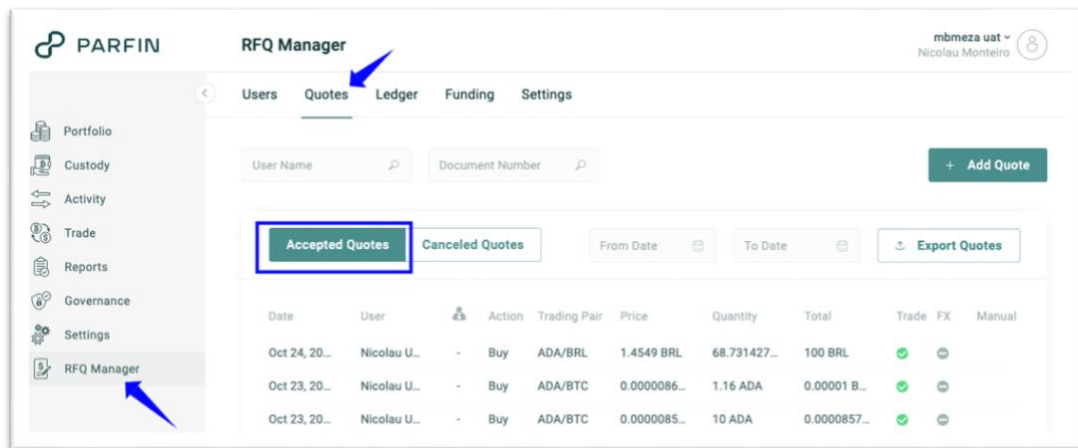 PARFIN
RFQ Manager
mbmeza uat
Nicolau Monteiro
Users Quotes Ledger Funding Settings
Portfolio
Custody
Activity
Trade
Reports
Governance
Settings
RFQ Manager
User Name Document Number + Add Quote
Accepted Quotes Canceled Quotes From Date To Date Export Quotes
Date User Action Trading Pair Price Quantity Total Trade FX Manual
Oct 24, 20... Nicolau U... - Buy ADA/BRL 1.4549 BRL 68.731427... 100 BRL
Oct 23, 20... Nicolau U... - Buy ADA/BTC 0.0000086... 1.16 ADA 0.00001 B...
Oct 23, 20... Nicolau U... - Buy ADA/BTC 0.0000085... 10 ADA 0.0000857...